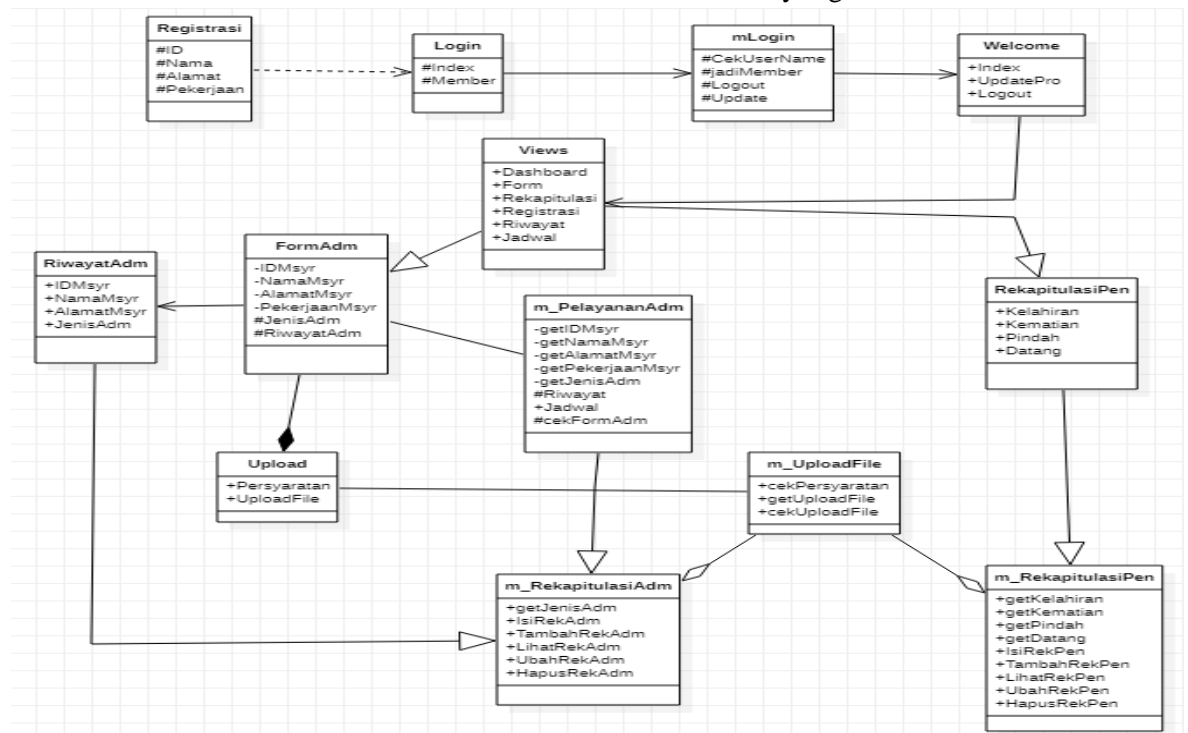 Registrasi
#ID
#Nama
#Alamat
#Pekerjaan
Login
#Index
#Member
mLogin
#CekUserName
#jadiMember
#Logout
#Update
Welcome
+Index
+UpdatePro
+Logout
Views
+Dashboard
+Form
+Rekapitulasi
+Registrasi
+Riwayat
+Jadwal
RiwayatAdm
+IDMsyr
+NamaMsyr
+AlamatMsyr
+JenisAdm
FormAdm
-IDMsyr
-NamaMsyr
-AlamatMsyr
-PekerjaanMsyr
#JenisAdm
#RiwayatAdm
m_PelayananAdm
-getIDMsyr
-getNamaMsyr
-getAlamatMsyr
-getPekerjaanMsyr
-getJenisAdm
#Riwayat
+Jadwal
#cekFormAdm
RekapitulasiPen
+Kelahiran
+Kematian
+Pindah
+Datang
Upload
+Persyaratan
+UploadFile
m_UploadFile
+cekPersyaratan
+getUploadFile
+cekUploadFile
m_RekapitulasiAdm
+getJenisAdm
+IsiRekAdm
+TambahRekAdm
+LihatRekAdm
+UbahRekAdm
+HapusRekAdm
m_RekapitulasiPen
+getKelahiran
+getKematian
+getPindah
+getDatang
+IsiRekPen
+TambahRekPen
+LihatRekPen
+UbahRekPen
+HapusRekPen